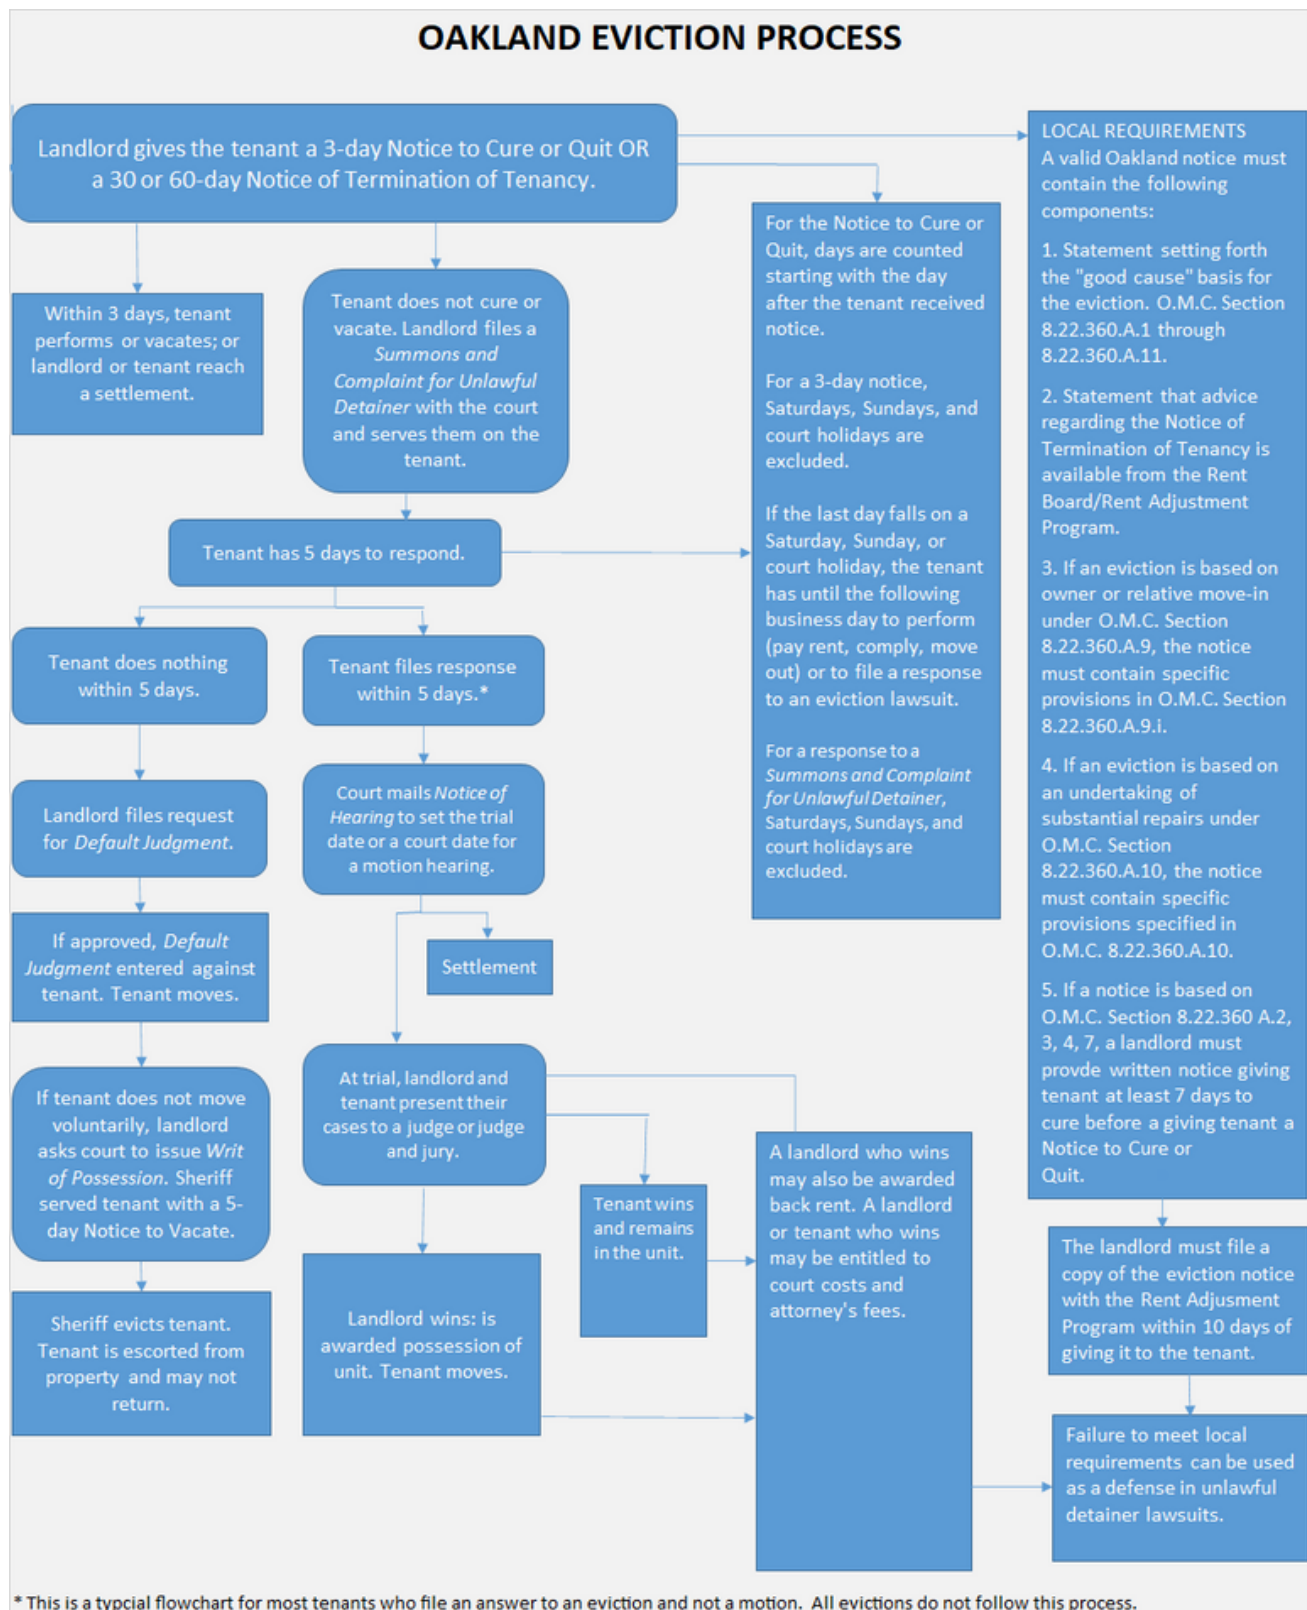 OAKLAND EVICTION PROCESS
Landlord gives the tenant a 3-day Notice to Cure or Quit OR
a 30 or 60-day Notice of Termination of Tenancy.
Within 3 days, tenant
performs or vacates; or
landlord or tenant reach
a settlement.
Tenant does not cure or
vacate. Landlord files a
Summons and
Complaint for Unlawful
Detainer with the court
and serves them on the
tenant.
Tenant has 5 days to respond.
Tenant does nothing
within 5 days.
Landlord files request
for Default Judgment.
If approved, Default
Judgment entered against
tenant. Tenant moves.
If tenant does not move
voluntarily, landlord
asks court to issue Writ
of Possession. Sheriff
served tenant with a 5-
day Notice to Vacate.
Sheriff evicts tenant.
Tenant is escorted from
property and may not
return.
Tenant files response
within 5 days.*
Court mails Notice of
Hearing to set the trial
date or a court date for
a motion hearing.
Settlement
At trial, landlord and
tenant present their
cases to a judge or judge
and jury.
Tenant wins
and remains
in the unit.
Landlord wins: is
awarded possession of
unit. Tenant moves.
A landlord who wins
may also be awarded
back rent. A landlord
or tenant who wins
may be entitled to
court costs and
attorney's fees.
For the Notice to Cure or
Quit, days are counted
starting with the day
after the tenant received
notice.
For a 3-day notice,
Saturdays, Sundays, and
court holidays are
excluded.
If the last day falls on a
Saturday, Sunday, or
court holiday, the tenant
has until the following
business day to perform
(pay rent, comply, move
out) or to file a response
to an eviction lawsuit.
For a response to a
Summons and Complaint
for Unlawful Detainer,
Saturdays, Sundays, and
court holidays are
excluded.
LOCAL REQUIREMENTS
A valid Oakland notice must
contain the following
components:
1. Statement setting forth
the "good cause" basis for
the eviction. O.M.C. Section
8.22.360.A.1 through
8.22.360.A.11.
2. Statement that advice
regarding the Notice of
Termination of Tenancy is
available from the Rent
Board/Rent Adjustment
Program.
3. If an eviction is based on
owner or relative move-in
under O.M.C. Section
8.22.360.A.9, the notice
must contain specific
provisions in O.M.C. Section
8.22.360.A.9.i.
4. If an eviction is based on
an undertaking of
substantial repairs under
O.M.C. Section
8.22.360.A.10, the notice
must contain specific
provisions specified in
O.M.C. 8.22.360.A.10.
5. If a notice is based on
O.M.C. Section 8.22.360 A.2,
3, 4, 7, a landlord must
provde written notice giving
tenant at least 7 days to
cure before a giving tenant a
Notice to Cure or
Quit.
The landlord must file a
copy of the eviction notice
with the Rent Adjusment
Program within 10 days of
giving it to the tenant.
Failure to meet local
requirements can be used
as a defense in unlawful
detainer lawsuits.
* This is a typcial flowchart for most tenants who file an answer to an eviction and not a motion. All evictions do not follow this process.